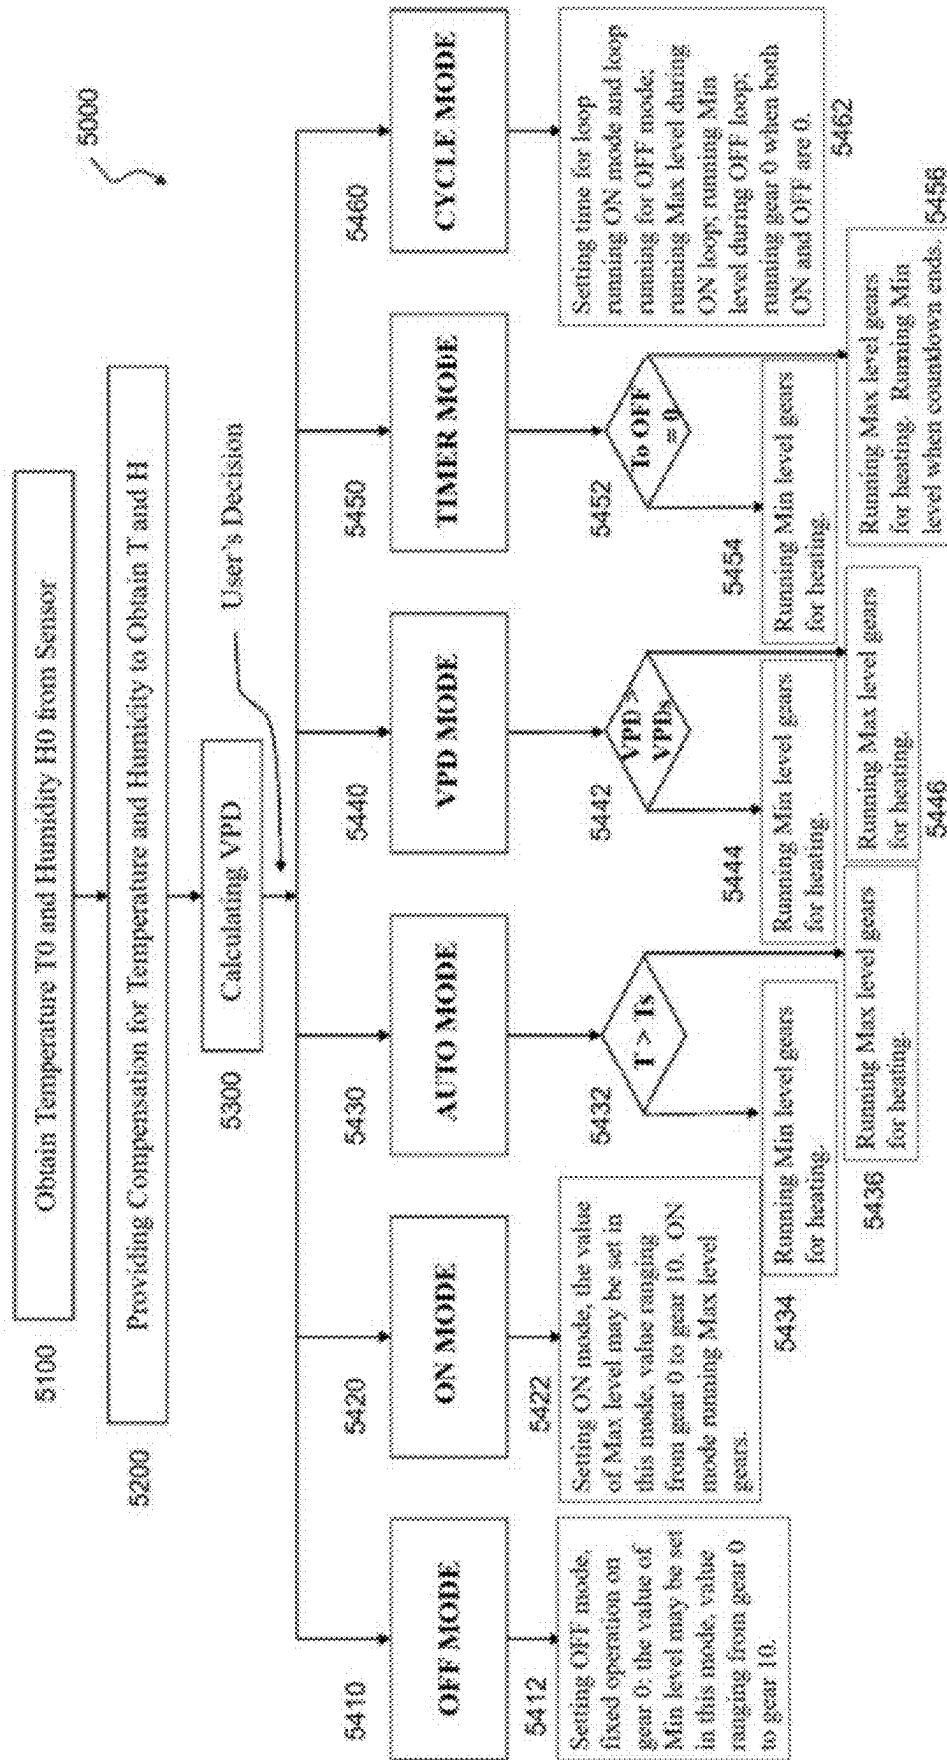 5000
5100
Obtain Temperature T0 and Humidity H0 from Sensor
5200
Providing Compensation for Temperature and Humidity to Obtain T and H
5300
Calculating VPD
User's Decision
5410
OFF MODE
5420
ON MODE
5430
AUTO MODE
5440
VPD MODE
5450
TIMER MODE
5460
CYCLE MODE
5412
Setting OFF mode,
fixed operation on
gear 0; the value of
Min level may be set
in this mode, value
ranging from gear 0
to gear 10.
5422
Setting ON mode, the value
of Max level may be set in
this mode, value ranging
from gear 0 to gear 10. ON
mode running Max level
gears.
5432
T > Ts
5434
Running Min level gears
for heating.
5436
Running Max level gears
for heating.
5442
VPD >
VPDs
5444
Running Min level gears
for heating.
5446
Running Max level gears
for heating.
5452
To OFF
= 0
5454
Running Min level gears
for heating.
5456
Running Max level gears
for heating. Running Min
level when countdown ends.
5462
Setting time for loop
running ON mode and loop
running for OFF mode;
running Max level during
ON loop; running Min
level during OFF loop;
running gear 0 when both
ON and OFF are 0.